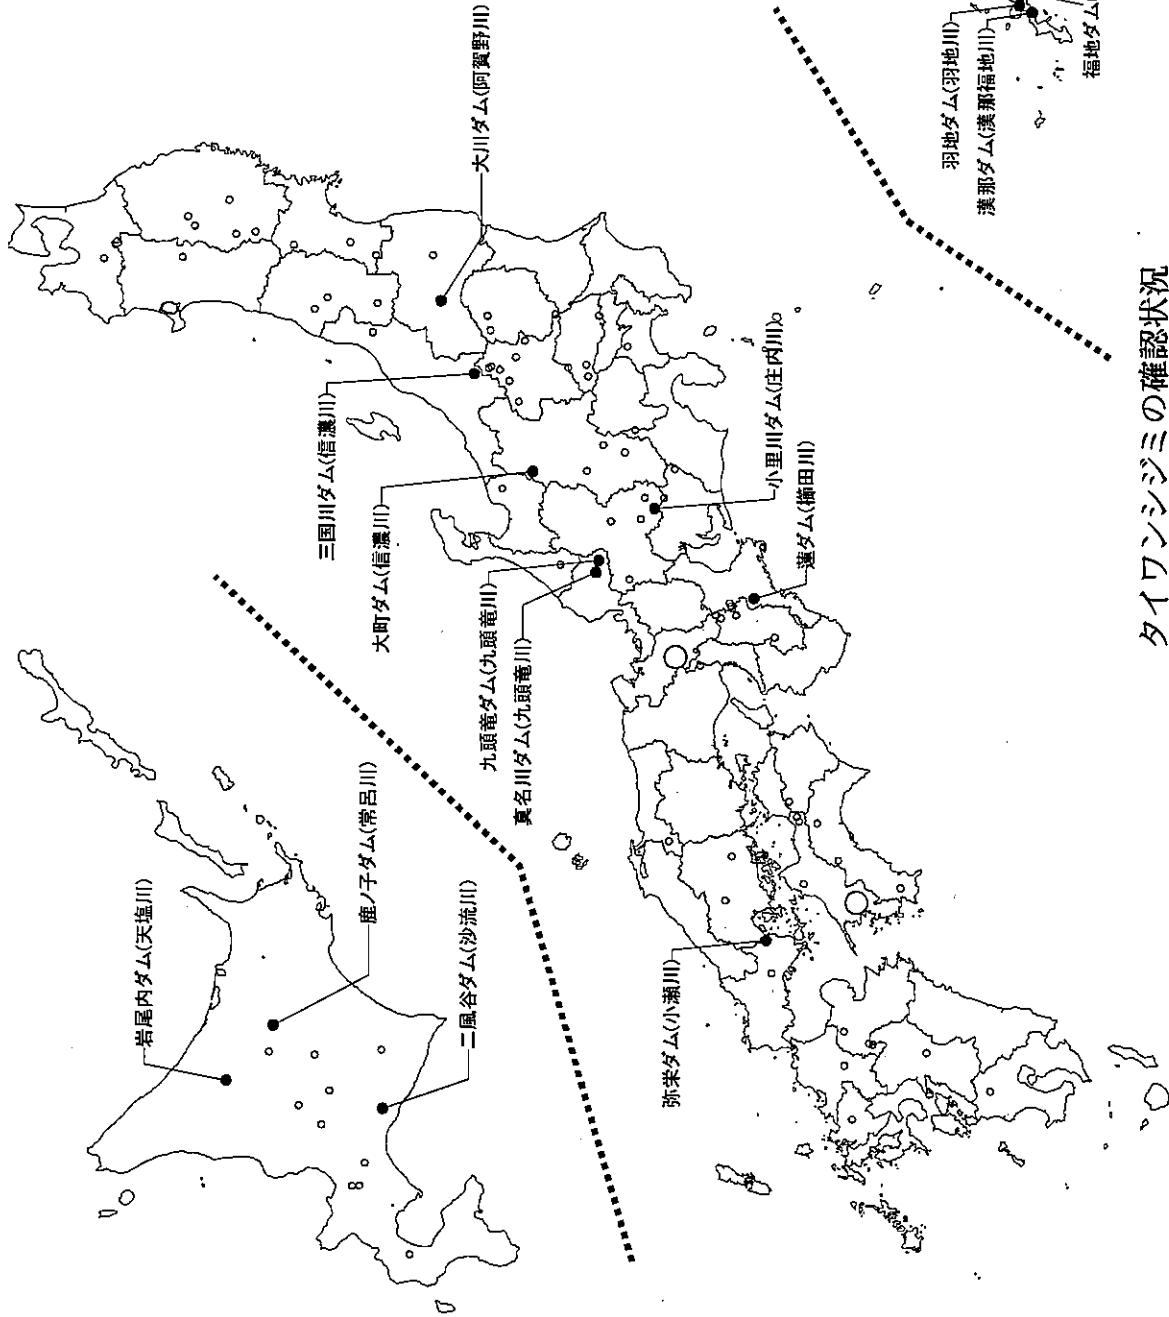 岩尾内ダム(天塩川)
鹿ノ子ダム(常呂川)
二風谷ダム(沙流川)
大川ダム(阿賀野川)
三国川ダム(信濃川)
大町ダム(信濃川)
九頭竜ダム(九頭竜川)
真名川ダム(九頭竜川)
小里川ダム(庄内川)
蓮ダム(櫛田川)
弥栄ダム(小瀬川)
羽地ダム(羽地川)
漢那ダム(漢那福地川)
福地ダム
タイワンシジミの確認状況